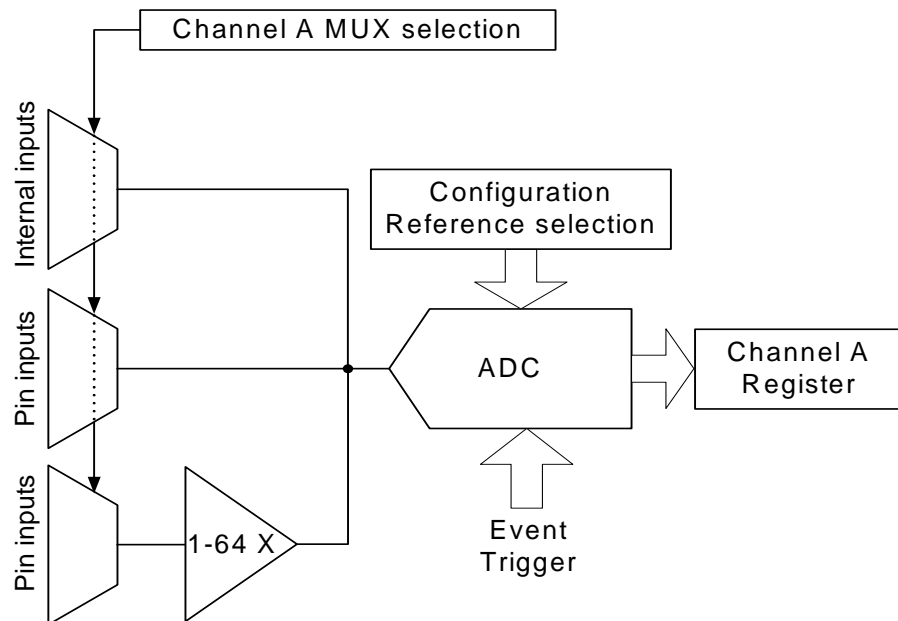 Channel A MUX selection
Internal inputs
Configuration
Reference selection
Pin inputs
ADC
Channel A
Register
Pin inputs
1-64 X
Event
Trigger